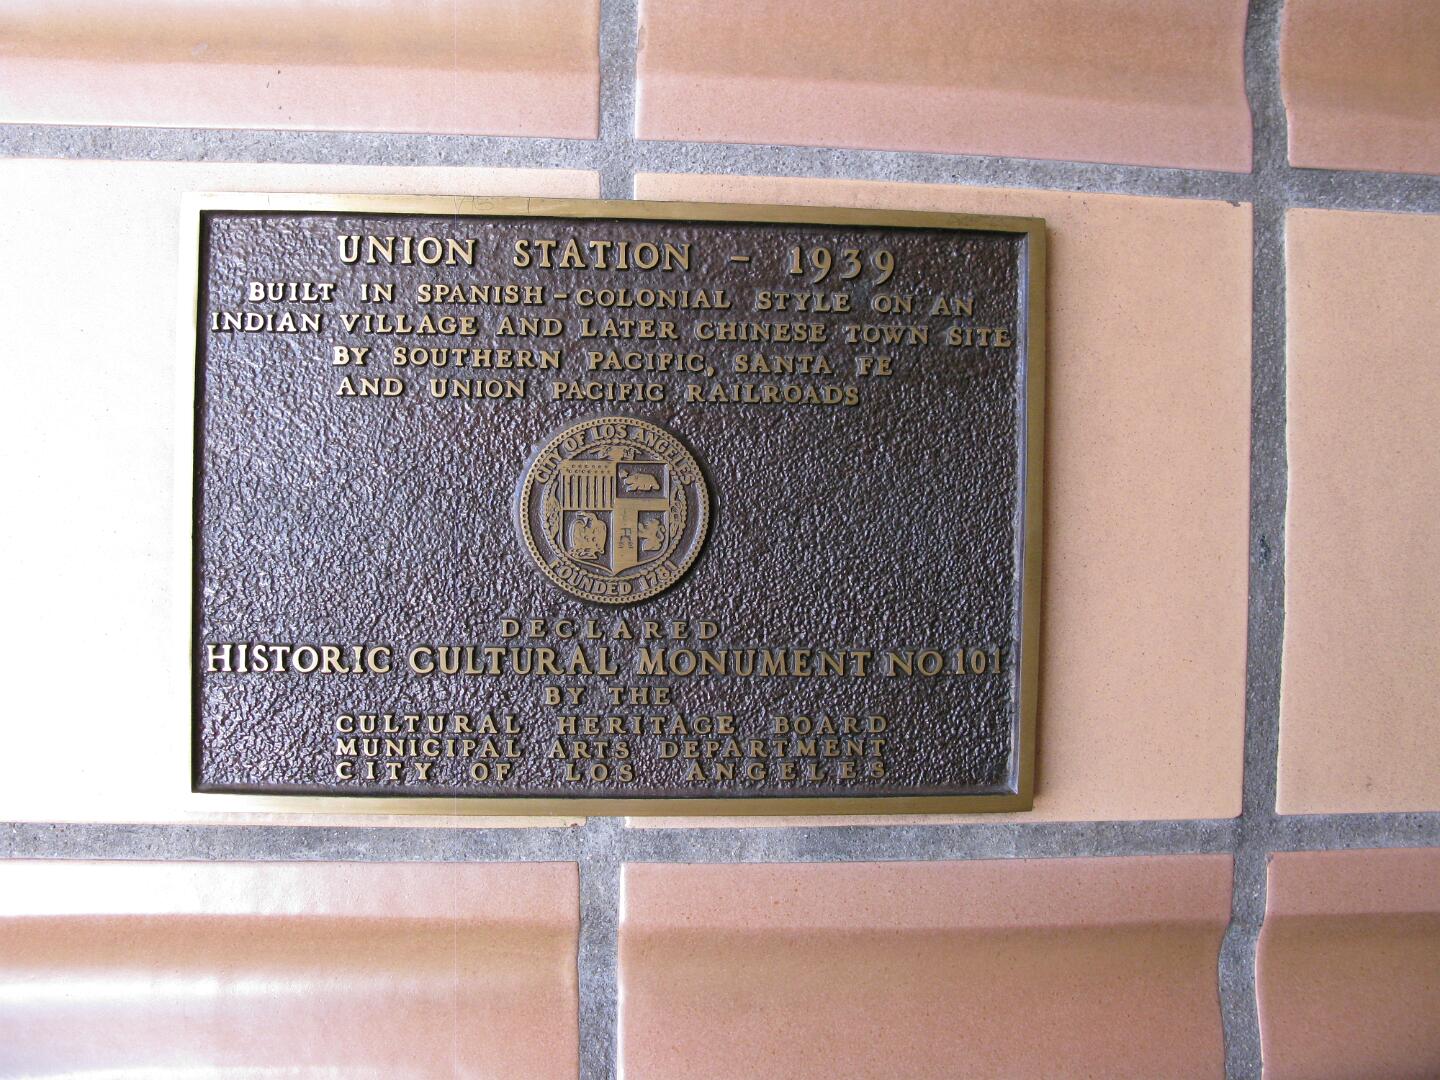 UNION STATION - 1939
BUILT IN SPANISH-COLONIAL STYLE ON AN
INDIAN VILLAGE AND LATER CHINESE TOWN SITE
BY SOUTHERN PACIFIC, SANTA FE
AND UNION PACIFIC RAILROADS
CITY OF LOS ANGELES
FOUNDED 1781
DECLARED
HISTORIC CULTURAL MONUMENT NO. 101
BY THE
CULTURAL HERITAGE BOARD
MUNICIPAL ARTS DEPARTMENT
CITY OF LOS ANGELES